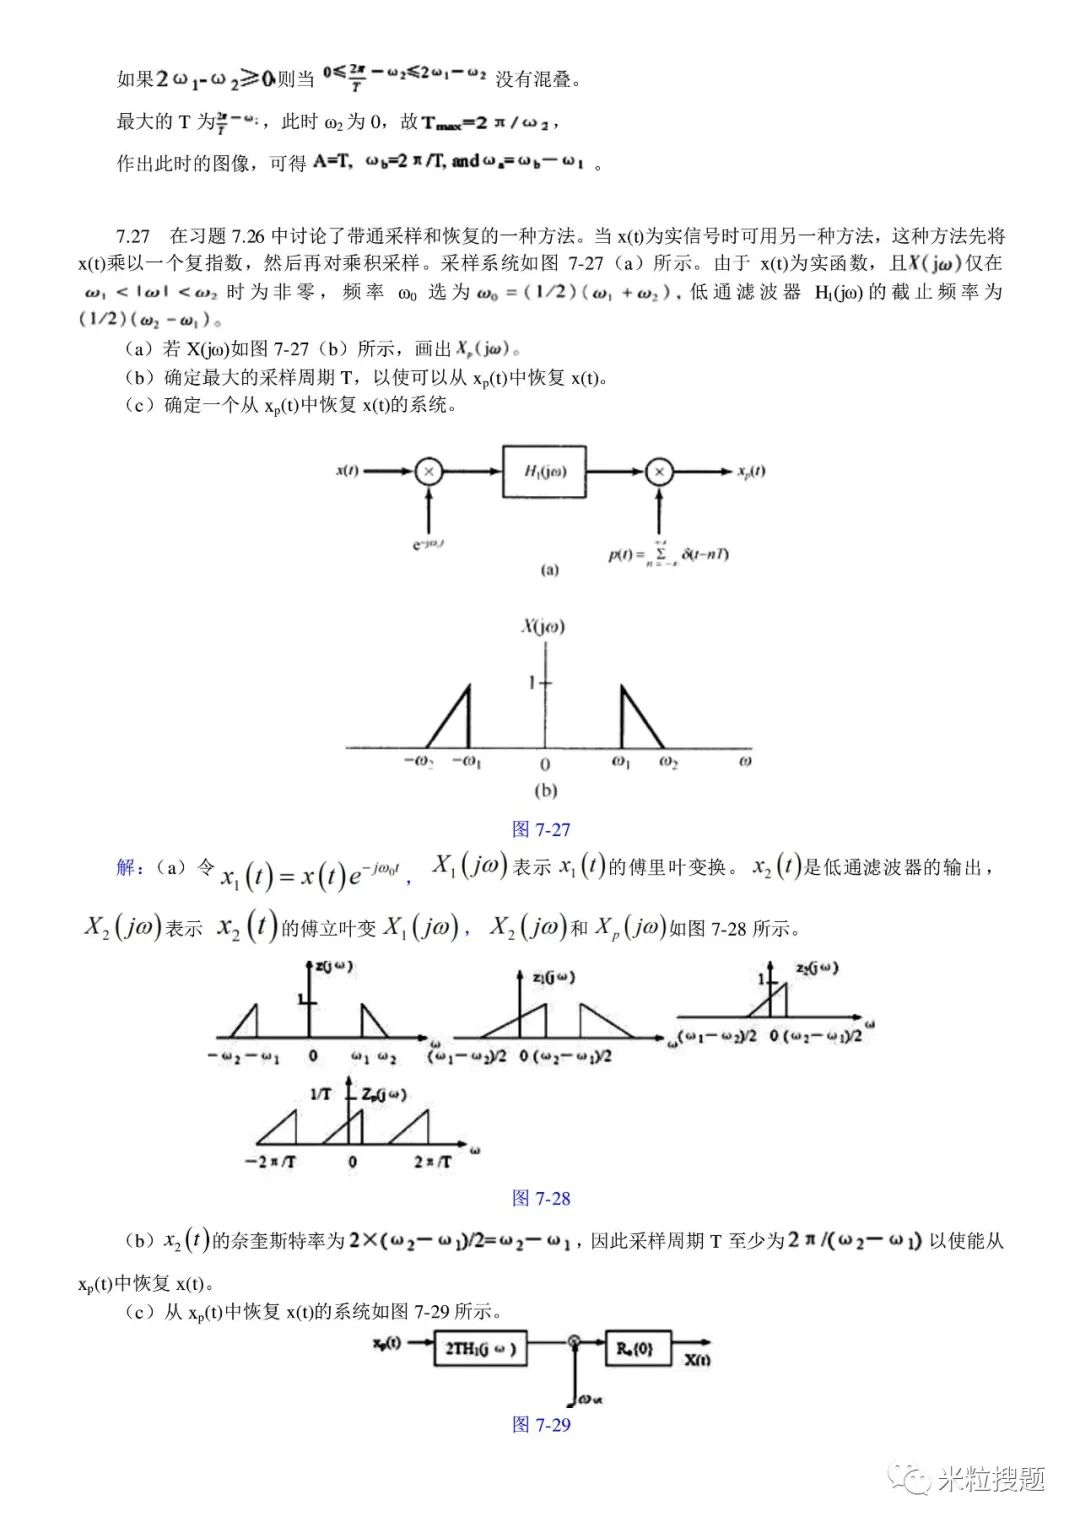 如果2ω₁-ω₂≥0,则当 0≤2π/T－ω₂≤2ω₁－ω₂ 没有混叠。
最大的 T 为，此时 ω₂为 0，故Tmax=2π/ω₂，
作出此时的图像，可得 A=T, ωb=2π/T, and ωa=ωb－ω₁ 。
7.27 在习题 7.26 中讨论了带通采样和恢复的一种方法。当 x(t)为实信号时可用另一种方法，这种方法先将
x(t)乘以一个复指数，然后再对乘积采样。采样系统如图 7-27（a）所示。由于 x(t)为实函数，且X(jω)仅在
ω₁ < |ω| < ω₂ 时为非零，频率 ω₀ 选为 ω₀ = (1/2)(ω₁ + ω₂)，低通滤波器 H₁(jω) 的截止频率为
(1/2)(ω₂－ω₁)。
（a）若 X(jω)如图 7-27（b）所示，画出 Xp(jω)。
（b）确定最大的采样周期 T，以使可以从 xp(t)中恢复 x(t)。
（c）确定一个从 xp(t)中恢复 x(t)的系统。
x(t) × H₁(jω) × xp(t)
p(t) = Σ δ(t－nT)
(a)
X(jω)
1
－ω₂ －ω₁ 0 ω₁ ω₂ ω
(b)
图 7-27
解：（a）令 x₁(t) = x(t)e^(－jω₀t)， X₁(jω)表示 x₁(t)的傅里叶变换。x₂(t)是低通滤波器的输出，
X₂(jω)表示 x₂(t)的傅立叶变 X₁(jω)， X₂(jω)和 Xp(jω)如图 7-28 所示。
z(jω) z₁(jω) z₂(jω)
1 1
－ω₂－ω₁ 0 ω₁ ω₂ ω (ω₁－ω₂)/2 0 (ω₂－ω₁)/2 ω (ω₁－ω₂)/2 0 (ω₂－ω₁)/2 ω
1/T Zp(jω)
－2π/T 0 2π/T ω
图 7-28
（b）x₂(t)的奈奎斯特率为 2×(ω₂－ω₁)/2=ω₂－ω₁，因此采样周期 T 至少为 2π/(ω₂－ω₁) 以使能从
xp(t)中恢复 x(t)。
（c）从 xp(t)中恢复 x(t)的系统如图 7-29 所示。
xp(t) 2TH₁(jω) Re{0} X(t)
图 7-29
米粒搜题